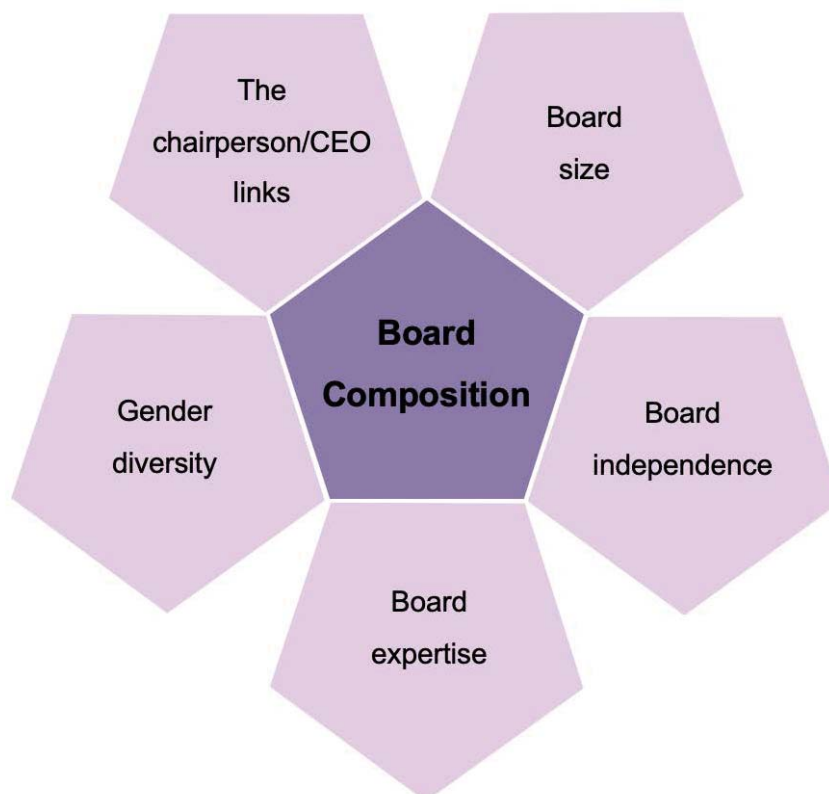 The
chairperson/CEO
links
Board
size
Board
Composition
Gender
diversity
Board
independence
Board
expertise